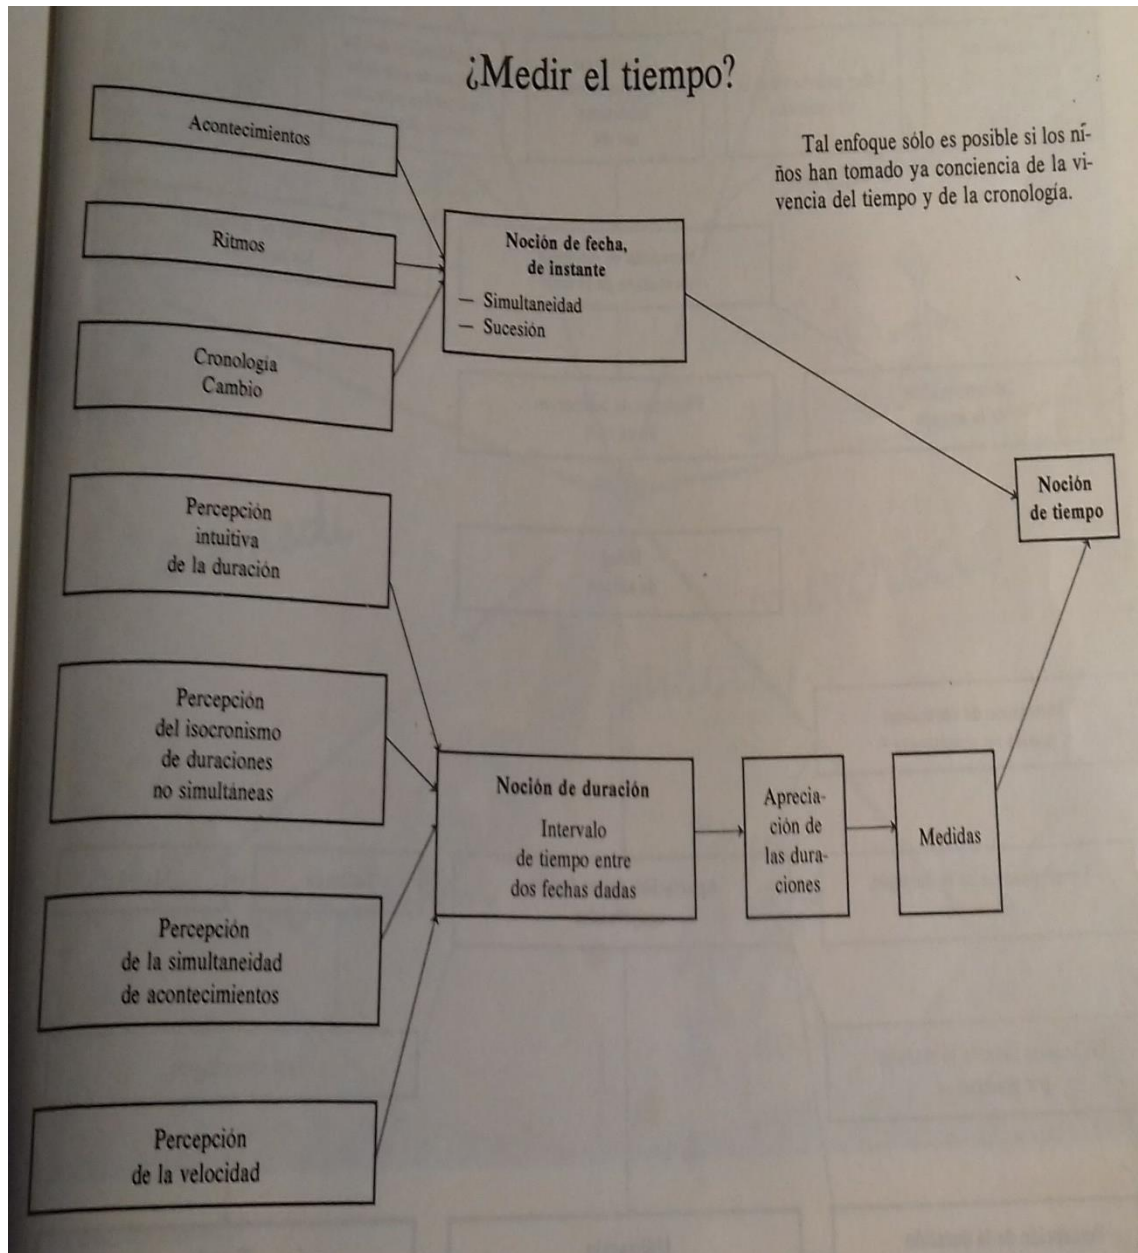 ¿Medir el tiempo?
Acontecimientos
Tal enfoque sólo es posible si los ni-
ños han tomado ya conciencia de la vi-
vencia del tiempo y de la cronología.
Ritmos
Noción de fecha,
de instante
— Simultaneidad
— Sucesión
Cronología
Cambio
Noción
de tiempo
Percepción
intuitiva
de la duración
Percepción
del isocronismo
de duraciones
no simultáneas
Noción de duración
Intervalo
de tiempo entre
dos fechas dadas
Aprecia-
ción de
las dura-
ciones
Medidas
Percepción
de la simultaneidad
de acontecimientos
Percepción
de la velocidad